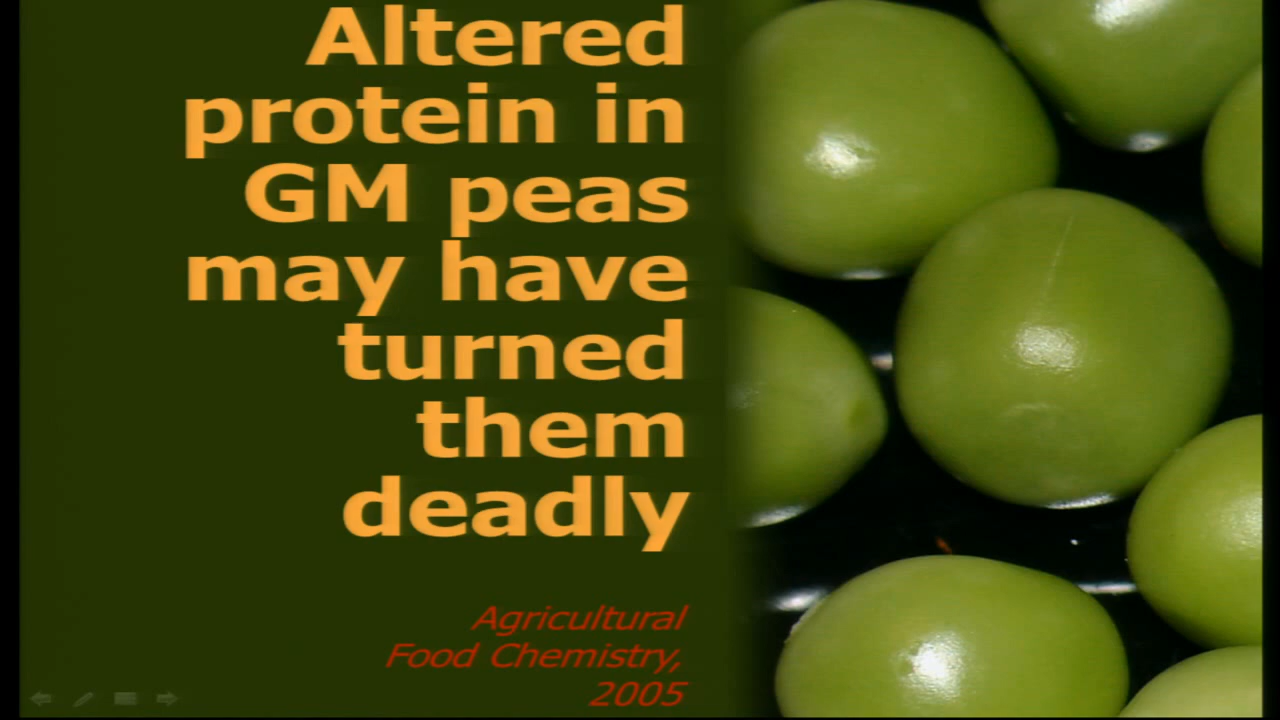 Altered
protein in
GM peas
may have
turned
them
deadly
Agricultural
Food Chemistry,
2005